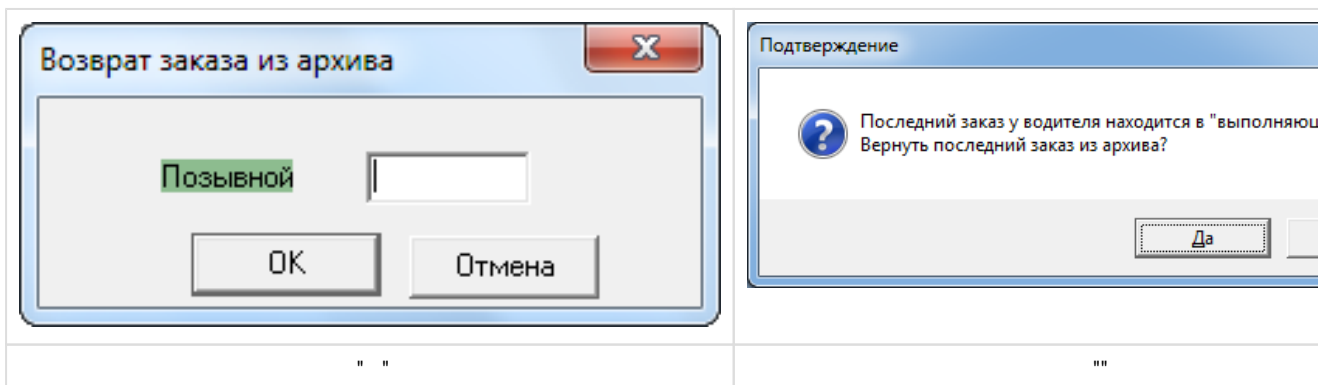 Возврат заказа из архива
Позывной
OK
Отмена
" "
Подтверждение
Последний заказ у водителя находится в "выполняющ
Вернуть последний заказ из архива?
Да
""